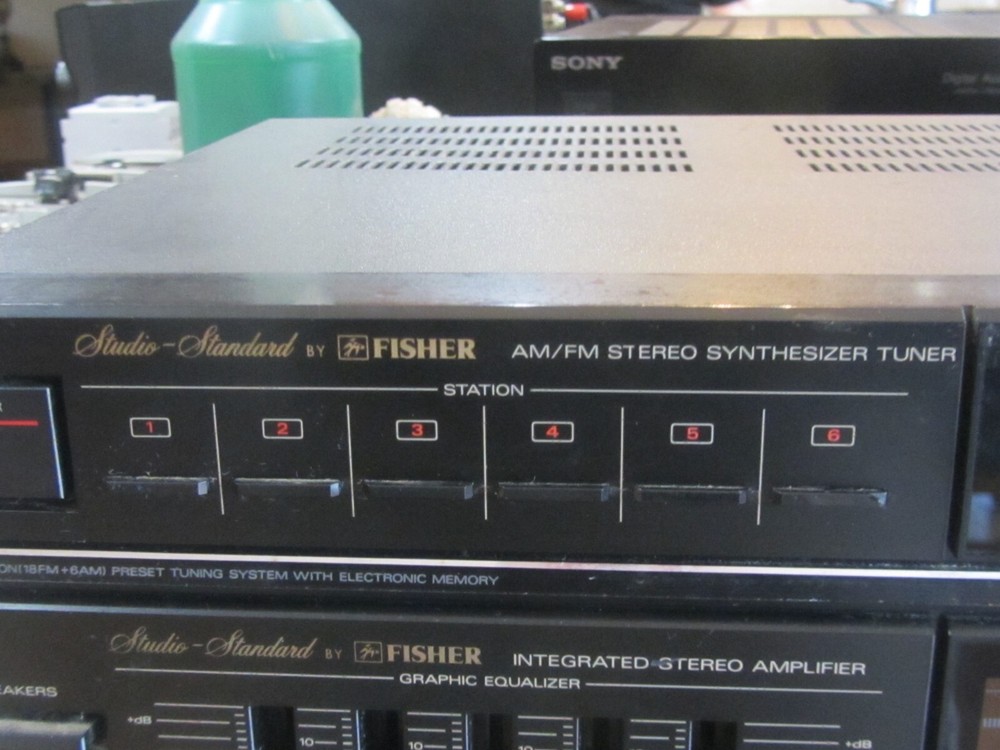 SONY
Studio-Standard BY FISHER AM/FM STEREO SYNTHESIZER TUNER
STATION
1 2 3 4 5 6
(18FM+6AM) PRESET TUNING SYSTEM WITH ELECTRONIC MEMORY
Studio-Standard BY FISHER INTEGRATED STEREO AMPLIFIER
GRAPHIC EQUALIZER
+dB
10 10 10
+dB